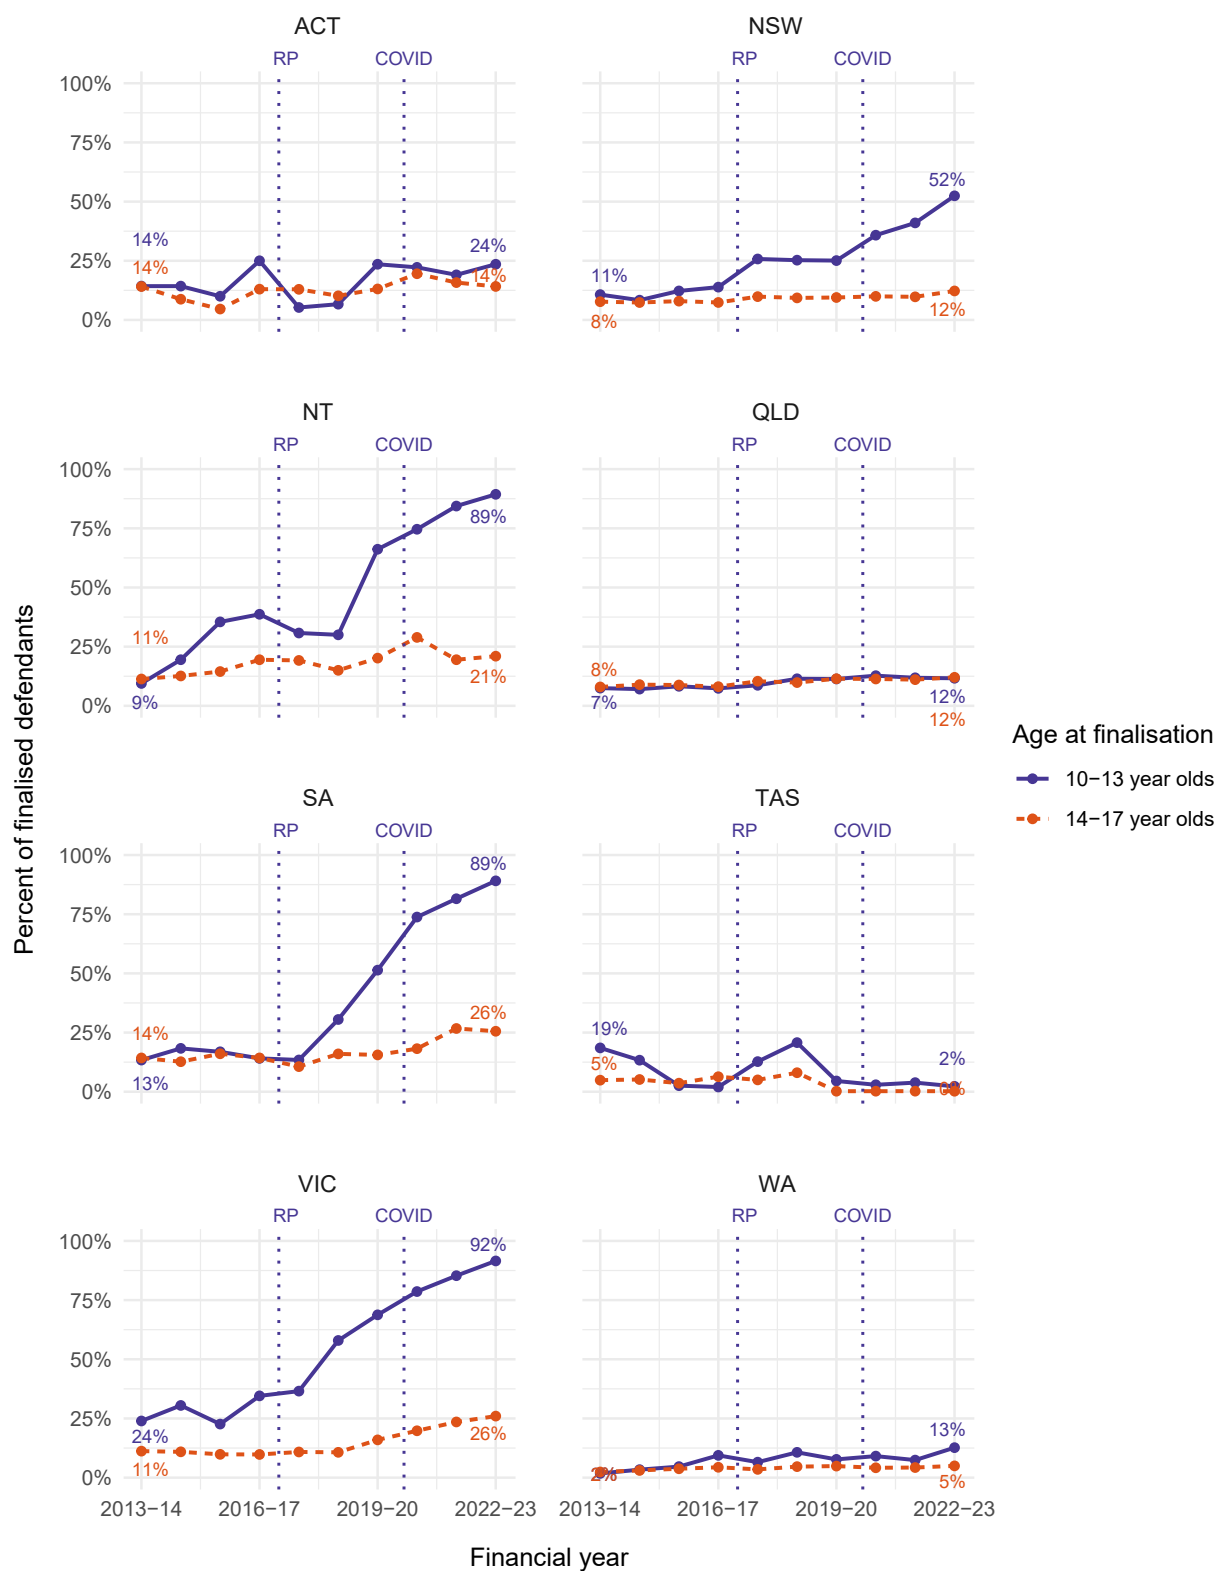 ACT
NSW
RP
COVID
RP
COVID
100%
75%
50%
25%
0%
14%
14%
24%
14%
11%
8%
52%
12%
NT
QLD
RP
COVID
RP
COVID
100%
75%
50%
25%
0%
11%
9%
89%
21%
8%
7%
12%
12%
Percent of finalised defendants
Age at finalisation
10−13 year olds
14−17 year olds
SA
TAS
RP
COVID
RP
COVID
100%
75%
50%
25%
0%
14%
13%
89%
26%
19%
5%
2%
0%
VIC
WA
RP
COVID
RP
COVID
100%
75%
50%
25%
0%
24%
11%
92%
26%
2%
13%
5%
2013−14
2016−17
2019−20
2022−23
2013−14
2016−17
2019−20
2022−23
Financial year